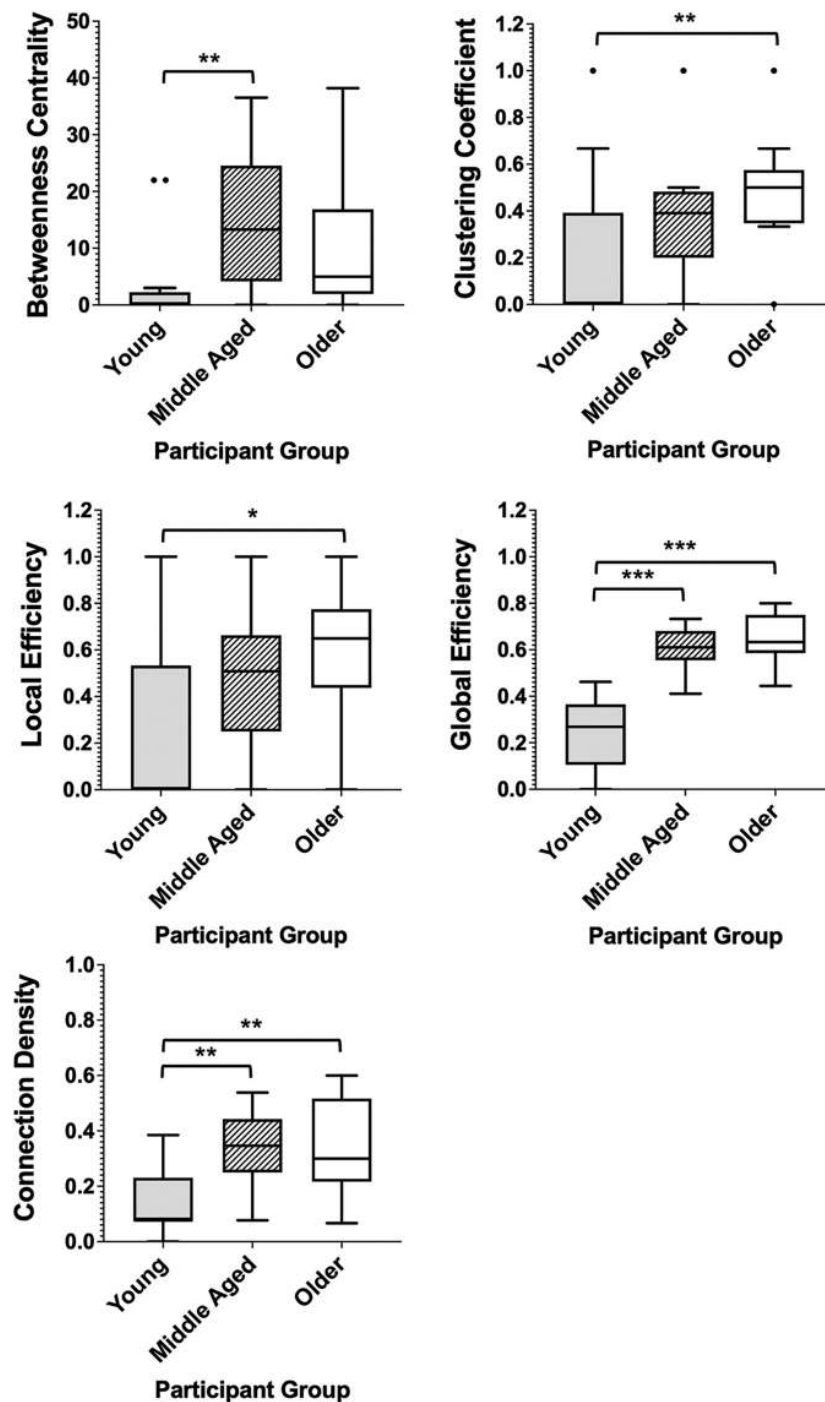 Betweenness Centrality
50
40
30
20
10
0
**
Young
Middle Aged
Older
Participant Group
Clustering Coefficient
1.2
1.0
0.8
0.6
0.4
0.2
0.0
**
Young
Middle Aged
Older
Participant Group
Local Efficiency
1.2
1.0
0.8
0.6
0.4
0.2
0.0
*
Young
Middle Aged
Older
Participant Group
Global Efficiency
1.2
1.0
0.8
0.6
0.4
0.2
0.0
***
***
Young
Middle Aged
Older
Participant Group
Connection Density
1.0
0.8
0.6
0.4
0.2
0.0
**
**
Young
Middle Aged
Older
Participant Group